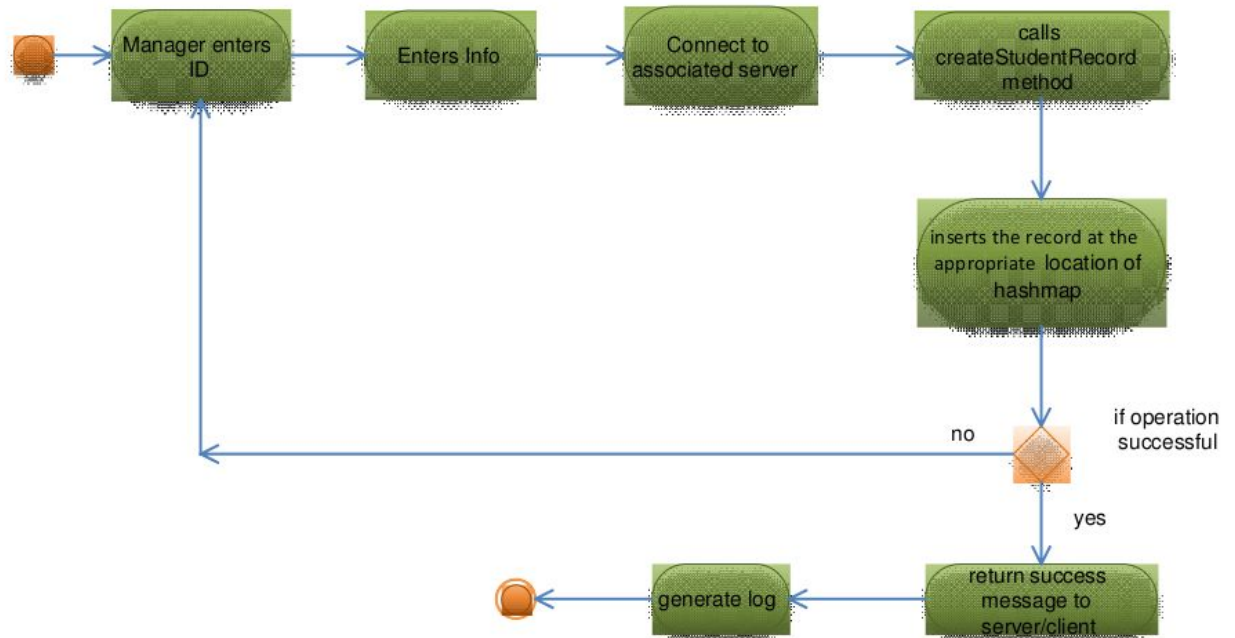 Manager enters
ID
Enters Info
Connect to
associated server
calls
createStudentRecord
method
inserts the record at the
appropriate location of
hashmap
if operation
successful
no
yes
return success
message to
server/client
generate log